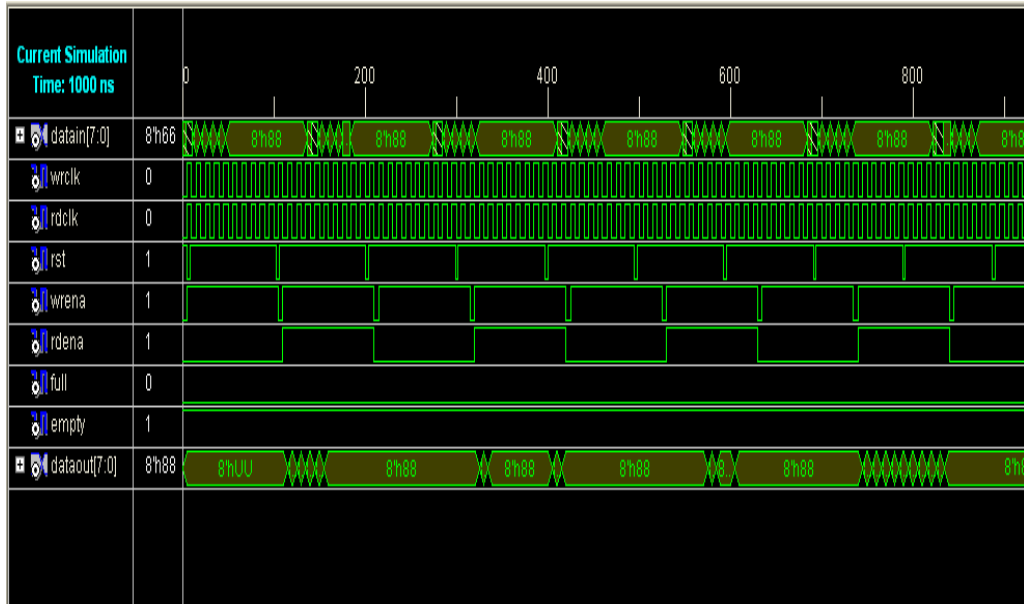 Current Simulation
Time: 1000 ns
0 200 400 600 800
datain[7:0] 8'h66 8'h88 8'h88 8'h88 8'h88 8'h88 8'h88
wrclk 0
rdclk 0
rst 1
wrena 1
rdena 1
full 0
empty 1
dataout[7:0] 8'h88 8'hUU 8'h88 8'h88 8'h88 8... 8'h88